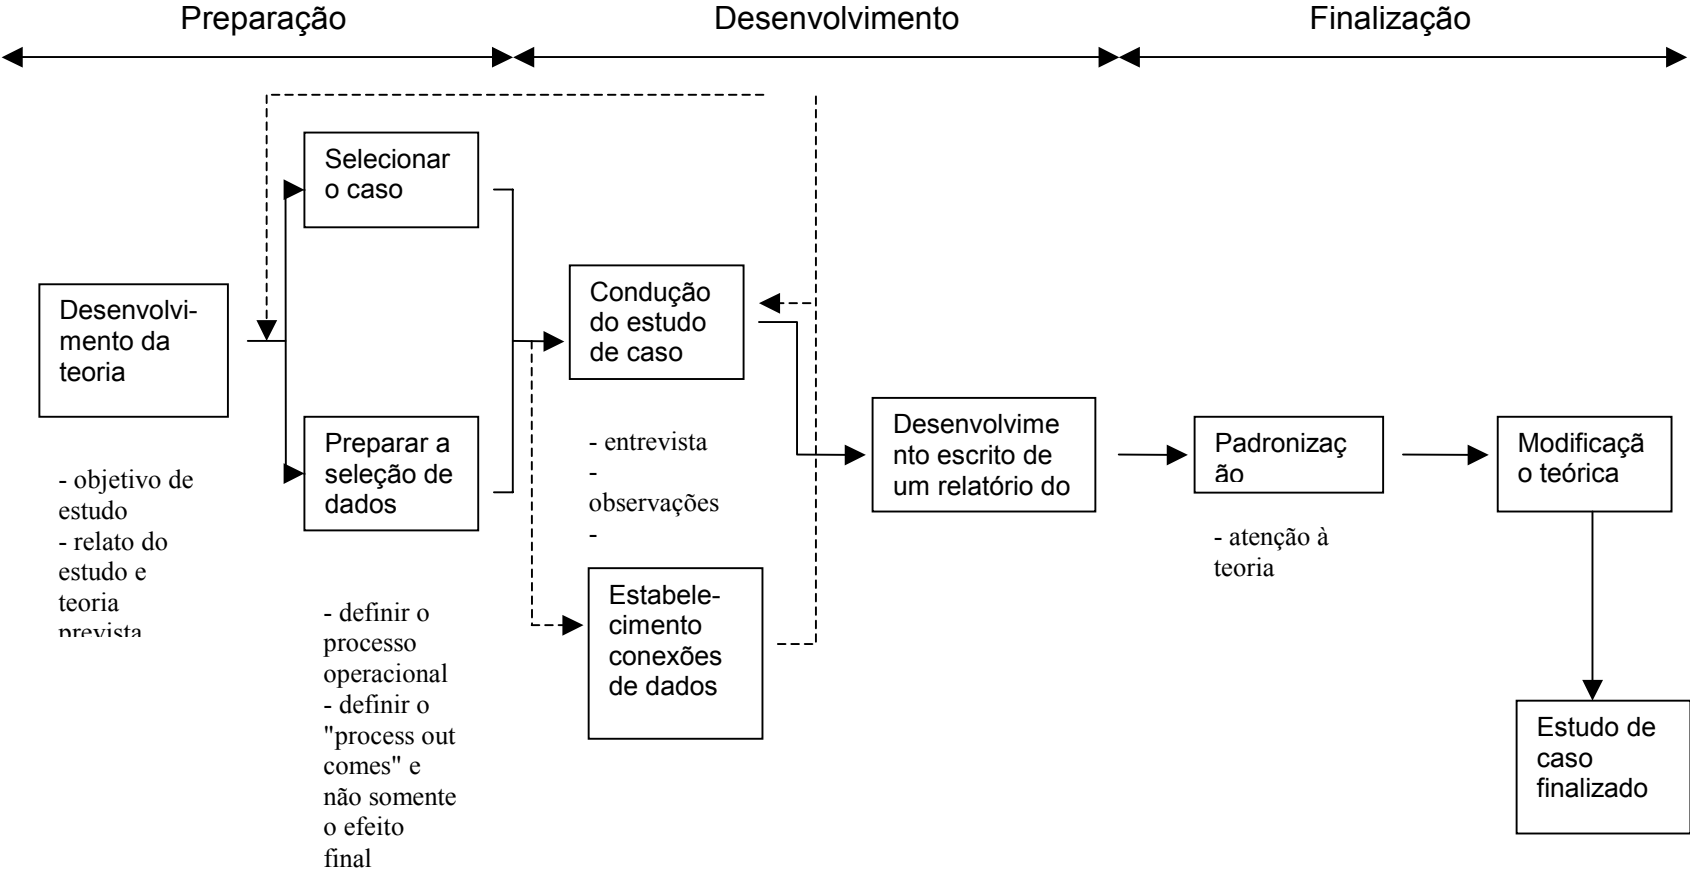 Preparação
Desenvolvimento
Finalização
Selecionar
o caso
Desenvolvi-
mento da
teoria
- objetivo de
estudo
- relato do
estudo e
teoria
prevista
Preparar a
seleção de
dados
- definir o
processo
operacional
- definir o
"process out
comes" e
não somente
o efeito
final
Condução
do estudo
de caso
- entrevista
-
observações
-
Estabele-
cimento
conexões
de dados
Desenvolvime
nto escrito de
um relatório do
Padronizaç
ão
- atenção à
teoria
Modificaçã
o teórica
Estudo de
caso
finalizado